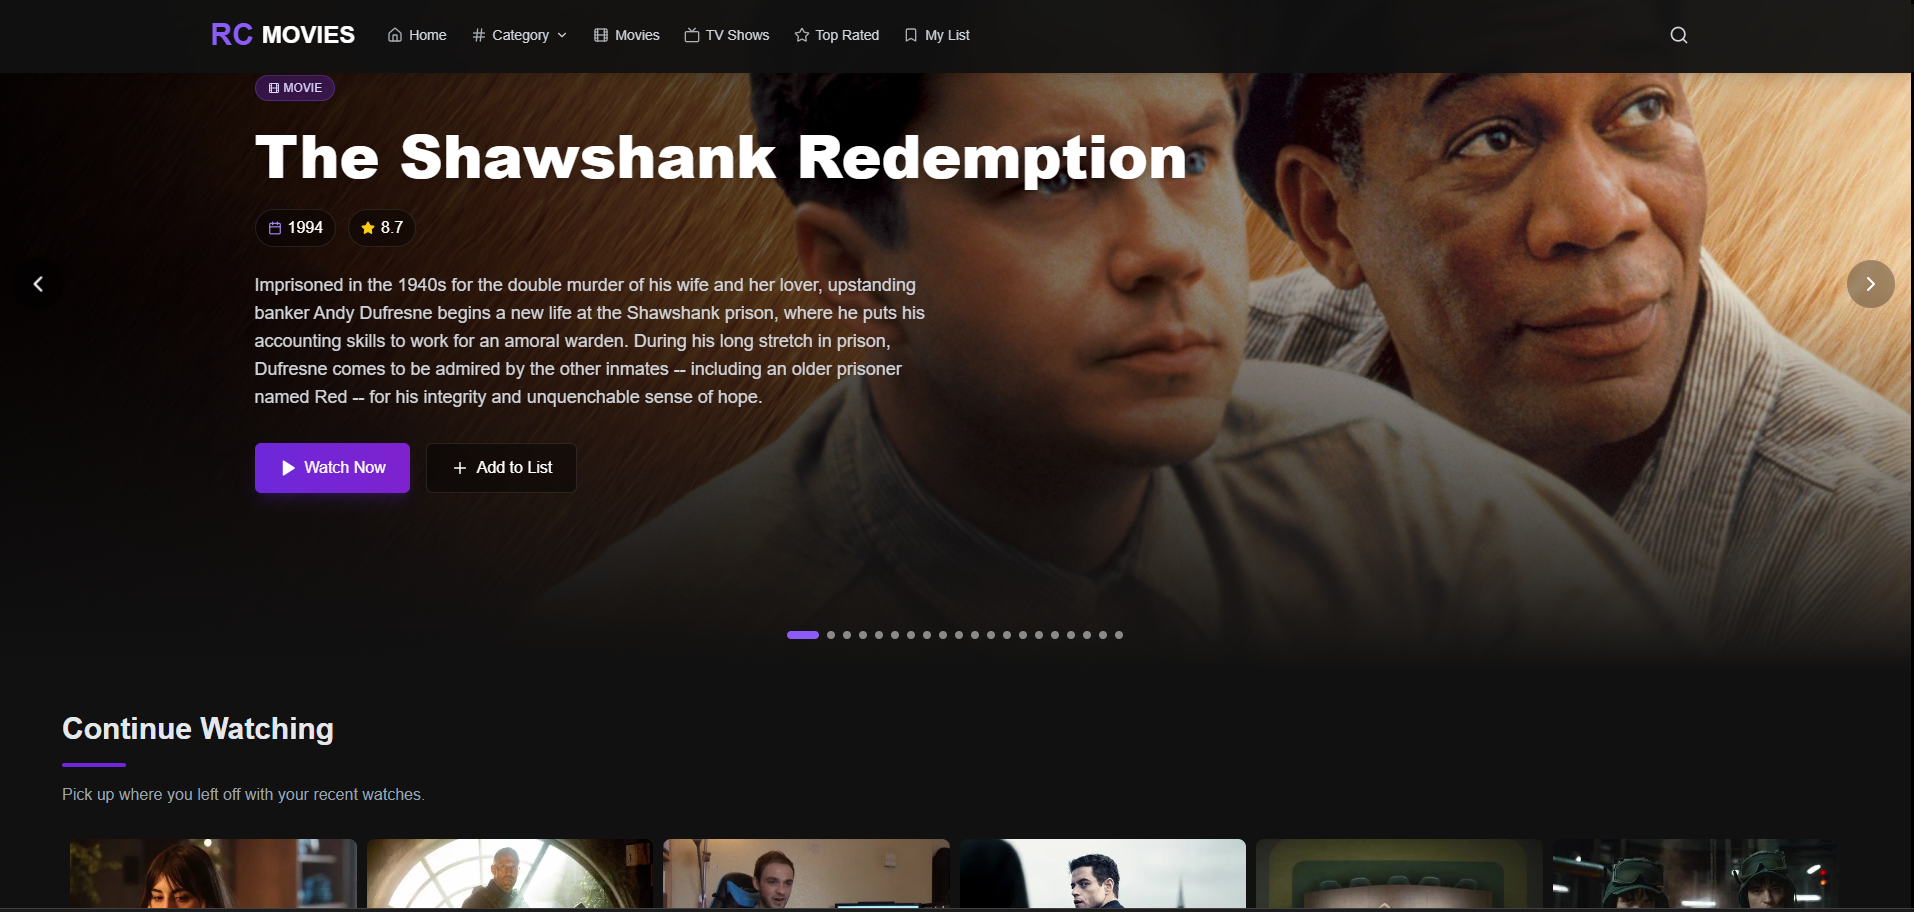 RC MOVIES
Home
Category
Movies
TV Shows
Top Rated
My List
MOVIE
The Shawshank Redemption
1994
8.7
Imprisoned in the 1940s for the double murder of his wife and her lover, upstanding
banker Andy Dufresne begins a new life at the Shawshank prison, where he puts his
accounting skills to work for an amoral warden. During his long stretch in prison,
Dufresne comes to be admired by the other inmates -- including an older prisoner
named Red -- for his integrity and unquenchable sense of hope.
Watch Now
Add to List
Continue Watching
Pick up where you left off with your recent watches.